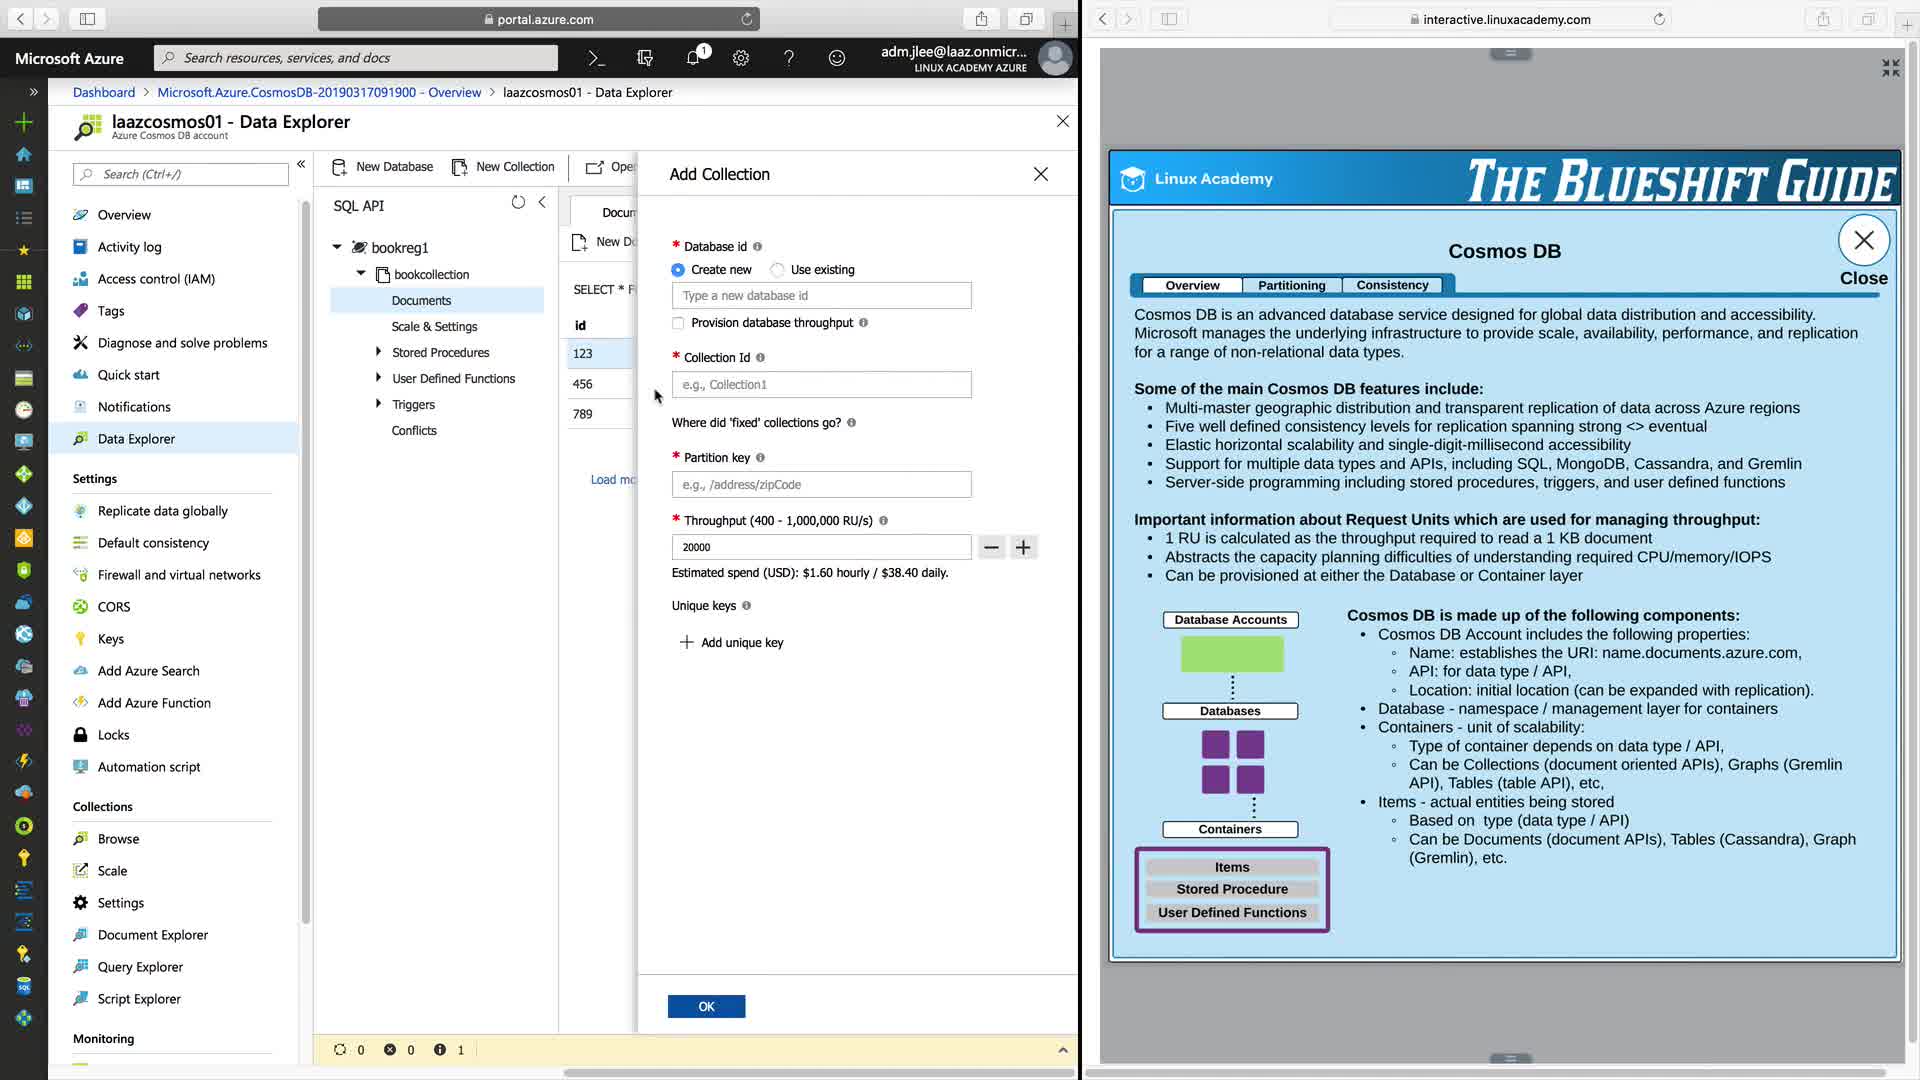 portal.azure.com
Microsoft Azure
Search resources, services, and docs
1
adm.jlee@laaz.onmicr...
LINUX ACADEMY AZURE
Dashboard > Microsoft.Azure.CosmosDB-20190317091900 - Overview > laazcosmos01 - Data Explorer
laazcosmos01 - Data Explorer
Azure Cosmos DB account
Search (Ctrl+/)
Overview
Activity log
Access control (IAM)
Tags
Diagnose and solve problems
Quick start
Notifications
Data Explorer
Settings
Replicate data globally
Default consistency
Firewall and virtual networks
CORS
Keys
Add Azure Search
Add Azure Function
Locks
Automation script
Collections
Browse
Scale
Settings
Document Explorer
Query Explorer
Script Explorer
Monitoring
New Database
New Collection
Ope
SQL API
bookreg1
bookcollection
Documents
Scale & Settings
Stored Procedures
User Defined Functions
Triggers
Conflicts
Docum
New Do
SELECT * F
id
123
456
789
Load mo
Add Collection
* Database id
Create new
Use existing
Type a new database id
Provision database throughput
* Collection Id
e.g., Collection1
Where did 'fixed' collections go?
* Partition key
e.g., /address/zipCode
* Throughput (400 - 1,000,000 RU/s)
20000
Estimated spend (USD): $1.60 hourly / $38.40 daily.
Unique keys
Add unique key
OK
0
0
1
interactive.linuxacademy.com
Linux Academy
THE BLUESHIFT GUIDE
Cosmos DB
Close
Overview
Partitioning
Consistency
Cosmos DB is an advanced database service designed for global data distribution and accessibility.
Microsoft manages the underlying infrastructure to provide scale, availability, performance, and replication
for a range of non-relational data types.
Some of the main Cosmos DB features include:
• Multi-master geographic distribution and transparent replication of data across Azure regions
• Five well defined consistency levels for replication spanning strong <> eventual
• Elastic horizontal scalability and single-digit-millisecond accessibility
• Support for multiple data types and APIs, including SQL, MongoDB, Cassandra, and Gremlin
• Server-side programming including stored procedures, triggers, and user defined functions
Important information about Request Units which are used for managing throughput:
• 1 RU is calculated as the throughput required to read a 1 KB document
• Abstracts the capacity planning difficulties of understanding required CPU/memory/IOPS
• Can be provisioned at either the Database or Container layer
Database Accounts
Databases
Containers
Items
Stored Procedure
User Defined Functions
Cosmos DB is made up of the following components:
• Cosmos DB Account includes the following properties:
◦ Name: establishes the URI: name.documents.azure.com,
◦ API: for data type / API,
◦ Location: initial location (can be expanded with replication).
• Database - namespace / management layer for containers
• Containers - unit of scalability:
◦ Type of container depends on data type / API,
◦ Can be Collections (document oriented APIs), Graphs (Gremlin
API), Tables (table API), etc,
• Items - actual entities being stored
◦ Based on type (data type / API)
◦ Can be Documents (document APIs), Tables (Cassandra), Graph
(Gremlin), etc.